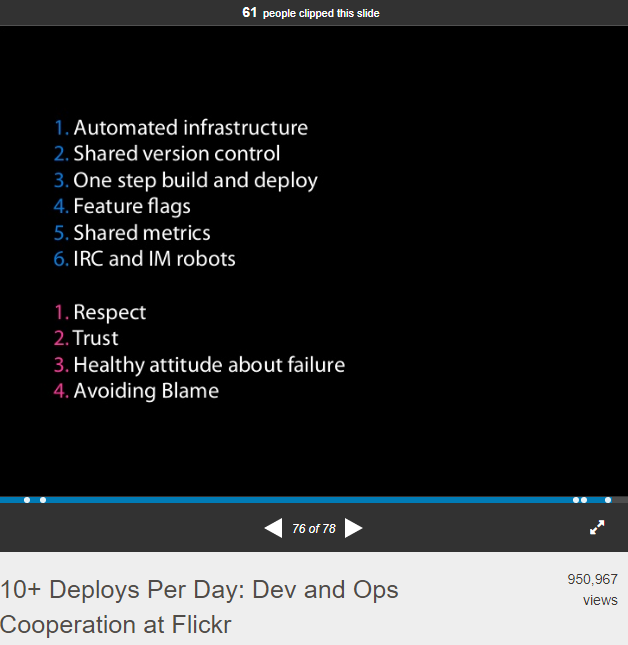 61 people clipped this slide
1. Automated infrastructure
2. Shared version control
3. One step build and deploy
4. Feature flags
5. Shared metrics
6. IRC and IM robots
1. Respect
2. Trust
3. Healthy attitude about failure
4. Avoiding Blame
76 of 78
10+ Deploys Per Day: Dev and Ops
Cooperation at Flickr
950,967
views